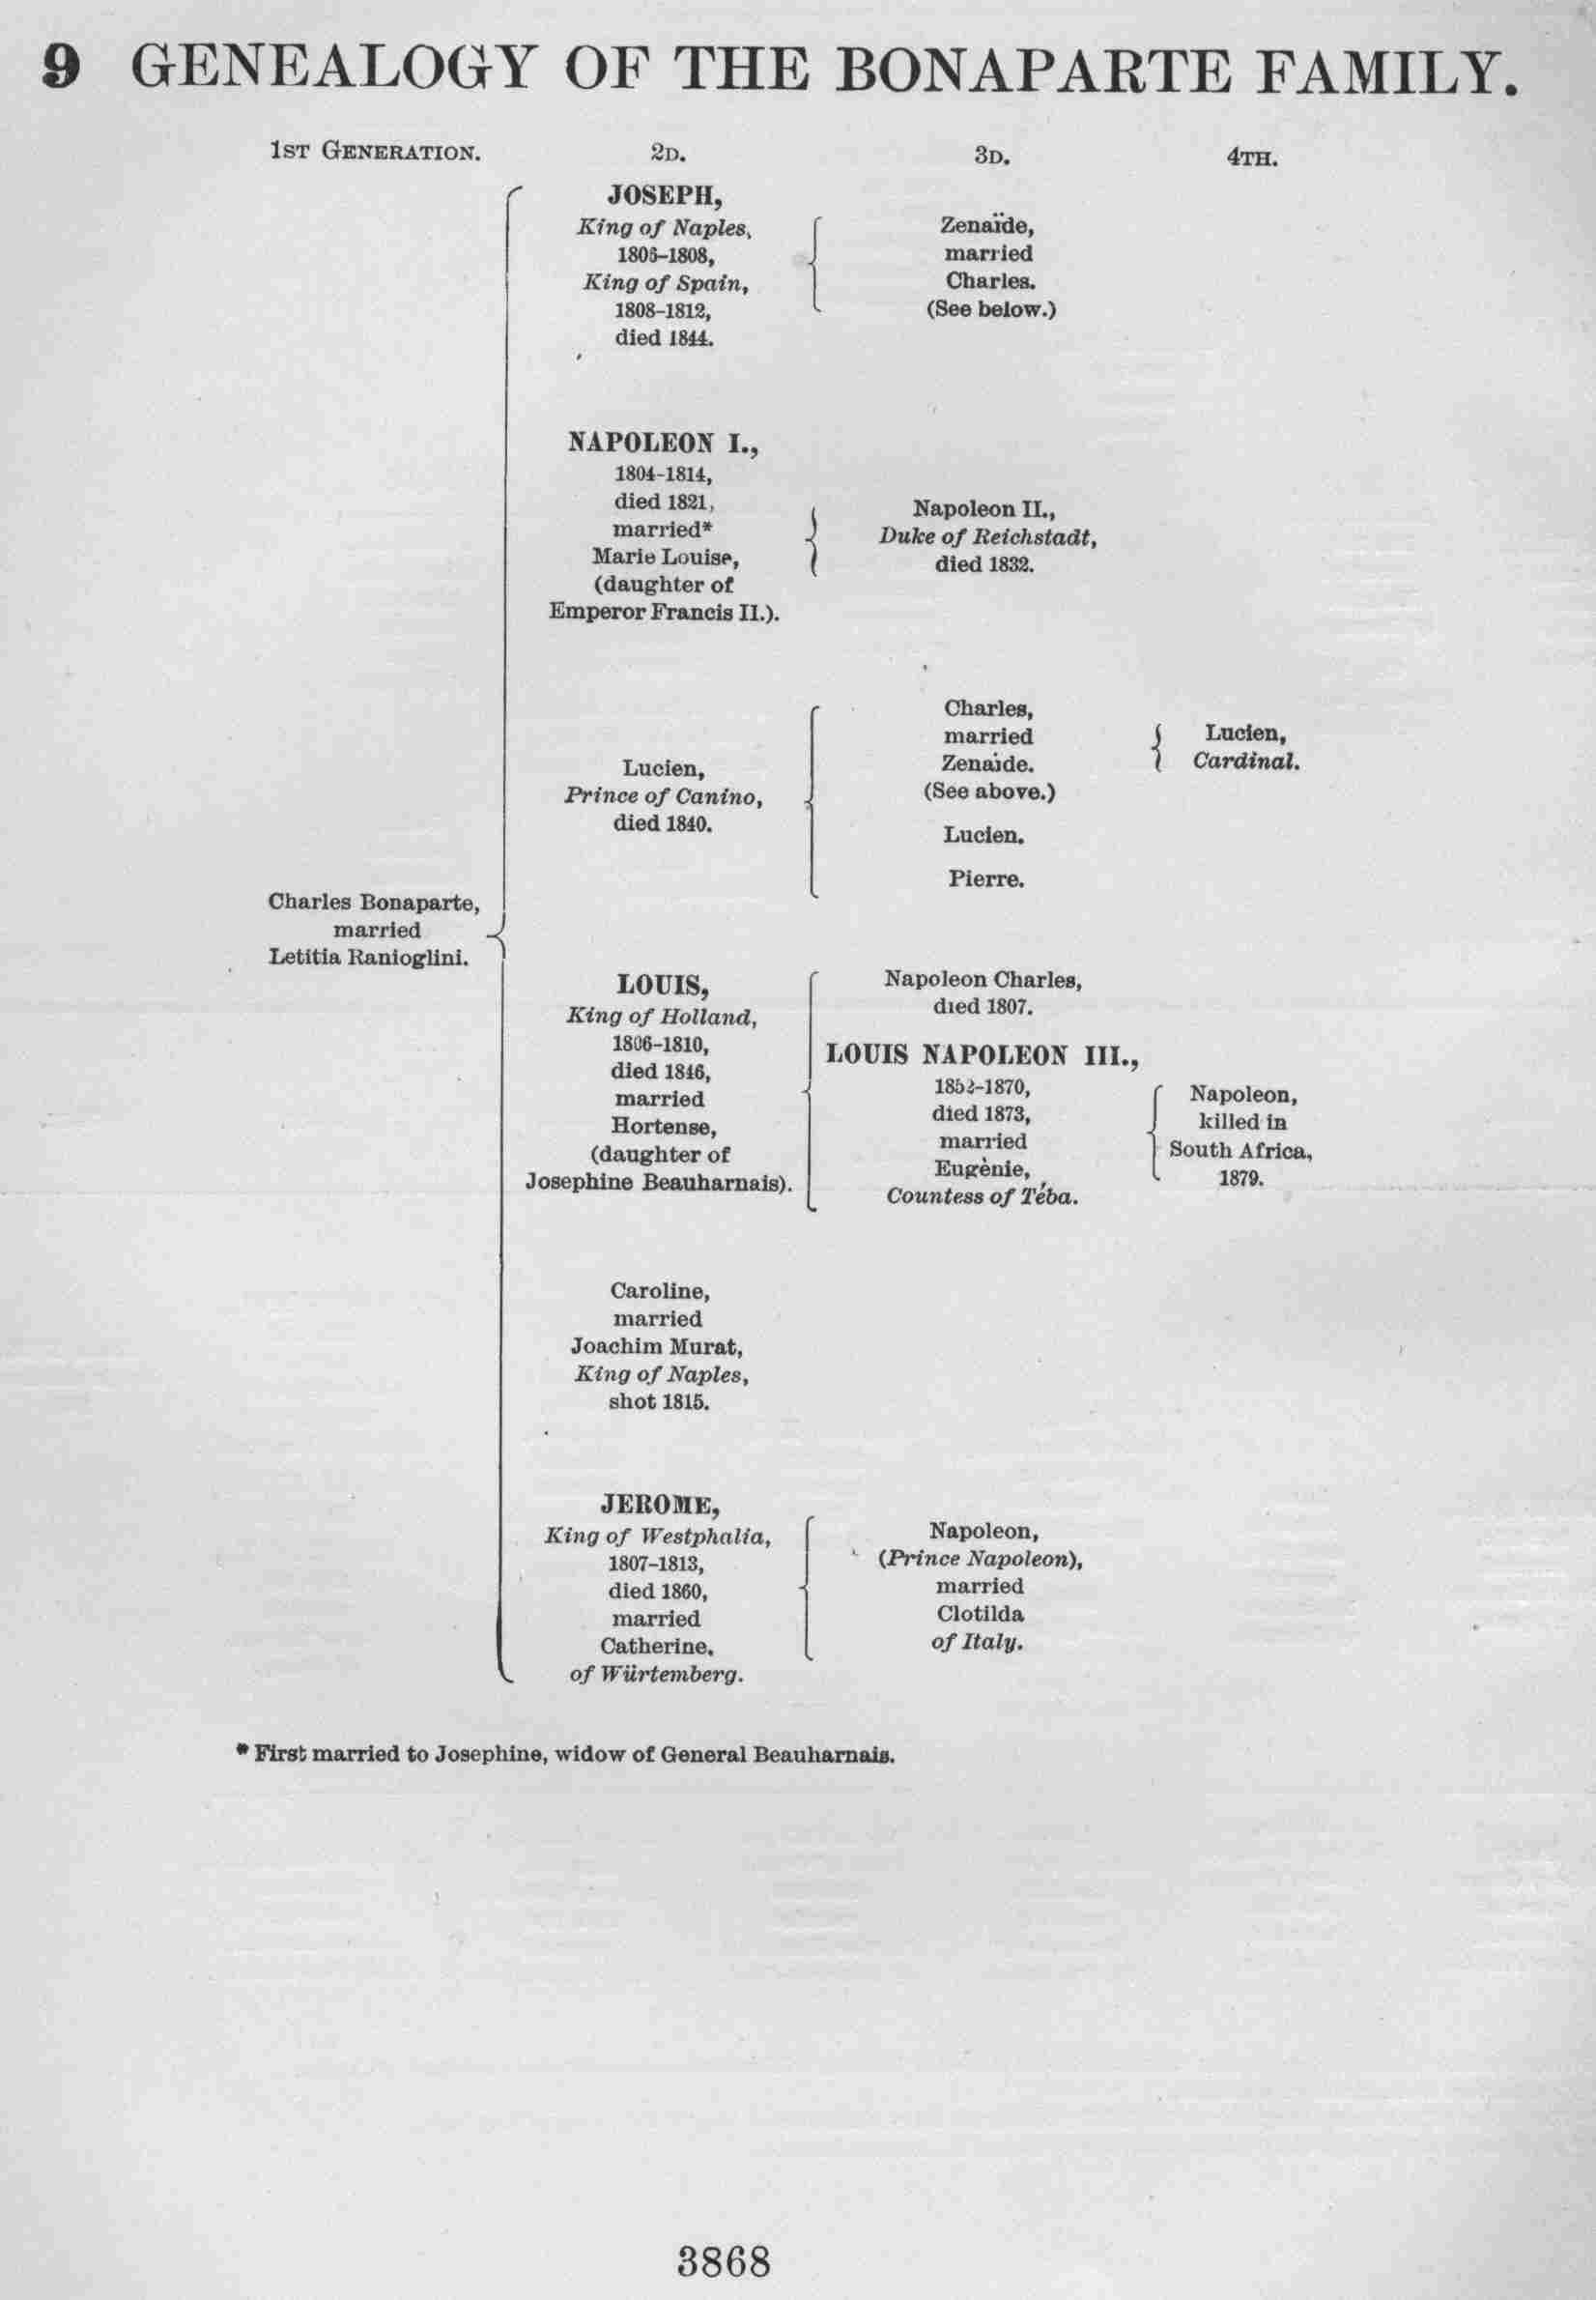 9 GENEALOGY OF THE BONAPARTE FAMILY.
1ST GENERATION. 2D. 3D. 4TH.
JOSEPH,
King of Naples,
1805-1808,
King of Spain,
1808-1812,
died 1844.
Zenaïde,
married
Charles.
(See below.)
NAPOLEON I.,
1804-1814,
died 1821,
married*
Marie Louise,
(daughter of
Emperor Francis II.).
Napoleon II.,
Duke of Reichstadt,
died 1832.
Lucien,
Prince of Canino,
died 1840.
Charles,
married
Zenaide.
(See above.)
Lucien.
Pierre.
Lucien,
Cardinal.
Charles Bonaparte,
married
Letitia Ranioglini.
LOUIS,
King of Holland,
1806-1810,
died 1846,
married
Hortense,
(daughter of
Josephine Beauharnais).
Napoleon Charles,
died 1807.
LOUIS NAPOLEON III.,
1852-1870,
died 1873,
married
Eugènie,
Countess of Téba.
Napoleon,
killed in
South Africa,
1879.
Caroline,
married
Joachim Murat,
King of Naples,
shot 1815.
JEROME,
King of Westphalia,
1807-1813,
died 1860,
married
Catherine.
of Würtemberg.
Napoleon,
(Prince Napoleon),
married
Clotilda
of Italy.
* First married to Josephine, widow of General Beauharnais.
3868